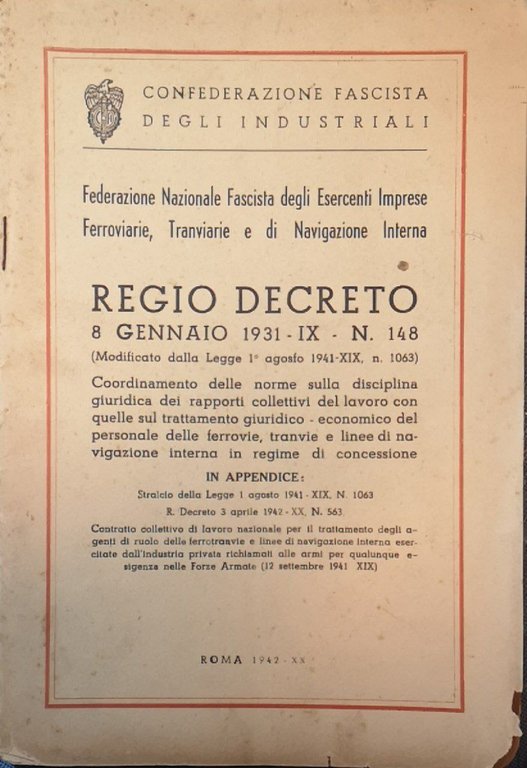 CONFEDERAZIONE FASCISTA
DEGLI INDUSTRIALI
Federazione Nazionale Fascista degli Esercenti Imprese
Ferroviarie, Tranviarie e di Navigazione Interna
REGIO DECRETO
8 GENNAIO 1931 - IX - N. 148
(Modificato dalla Legge 1° agosto 1941-XIX, n. 1063)
Coordinamento delle norme sulla disciplina
giuridica dei rapporti collettivi del lavoro con
quelle sul trattamento giuridico - economico del
personale delle ferrovie, tranvie e linee di na-
vigazione interna in regime di concessione
IN APPENDICE:
Stralcio della Legge 1 agosto 1941 - XIX, N. 1063
R. Decreto 3 aprile 1942 - XX, N. 563
Contratto collettivo di lavoro nazionale per il trattamento degli a-
genti di ruolo delle ferrotranvie e linee di navigazione interna eser-
citate dall'industria privata richiamati alle armi per qualunque e-
sigenza nelle Forze Armate (12 settembre 1941 XIX)
ROMA 1942 - XX